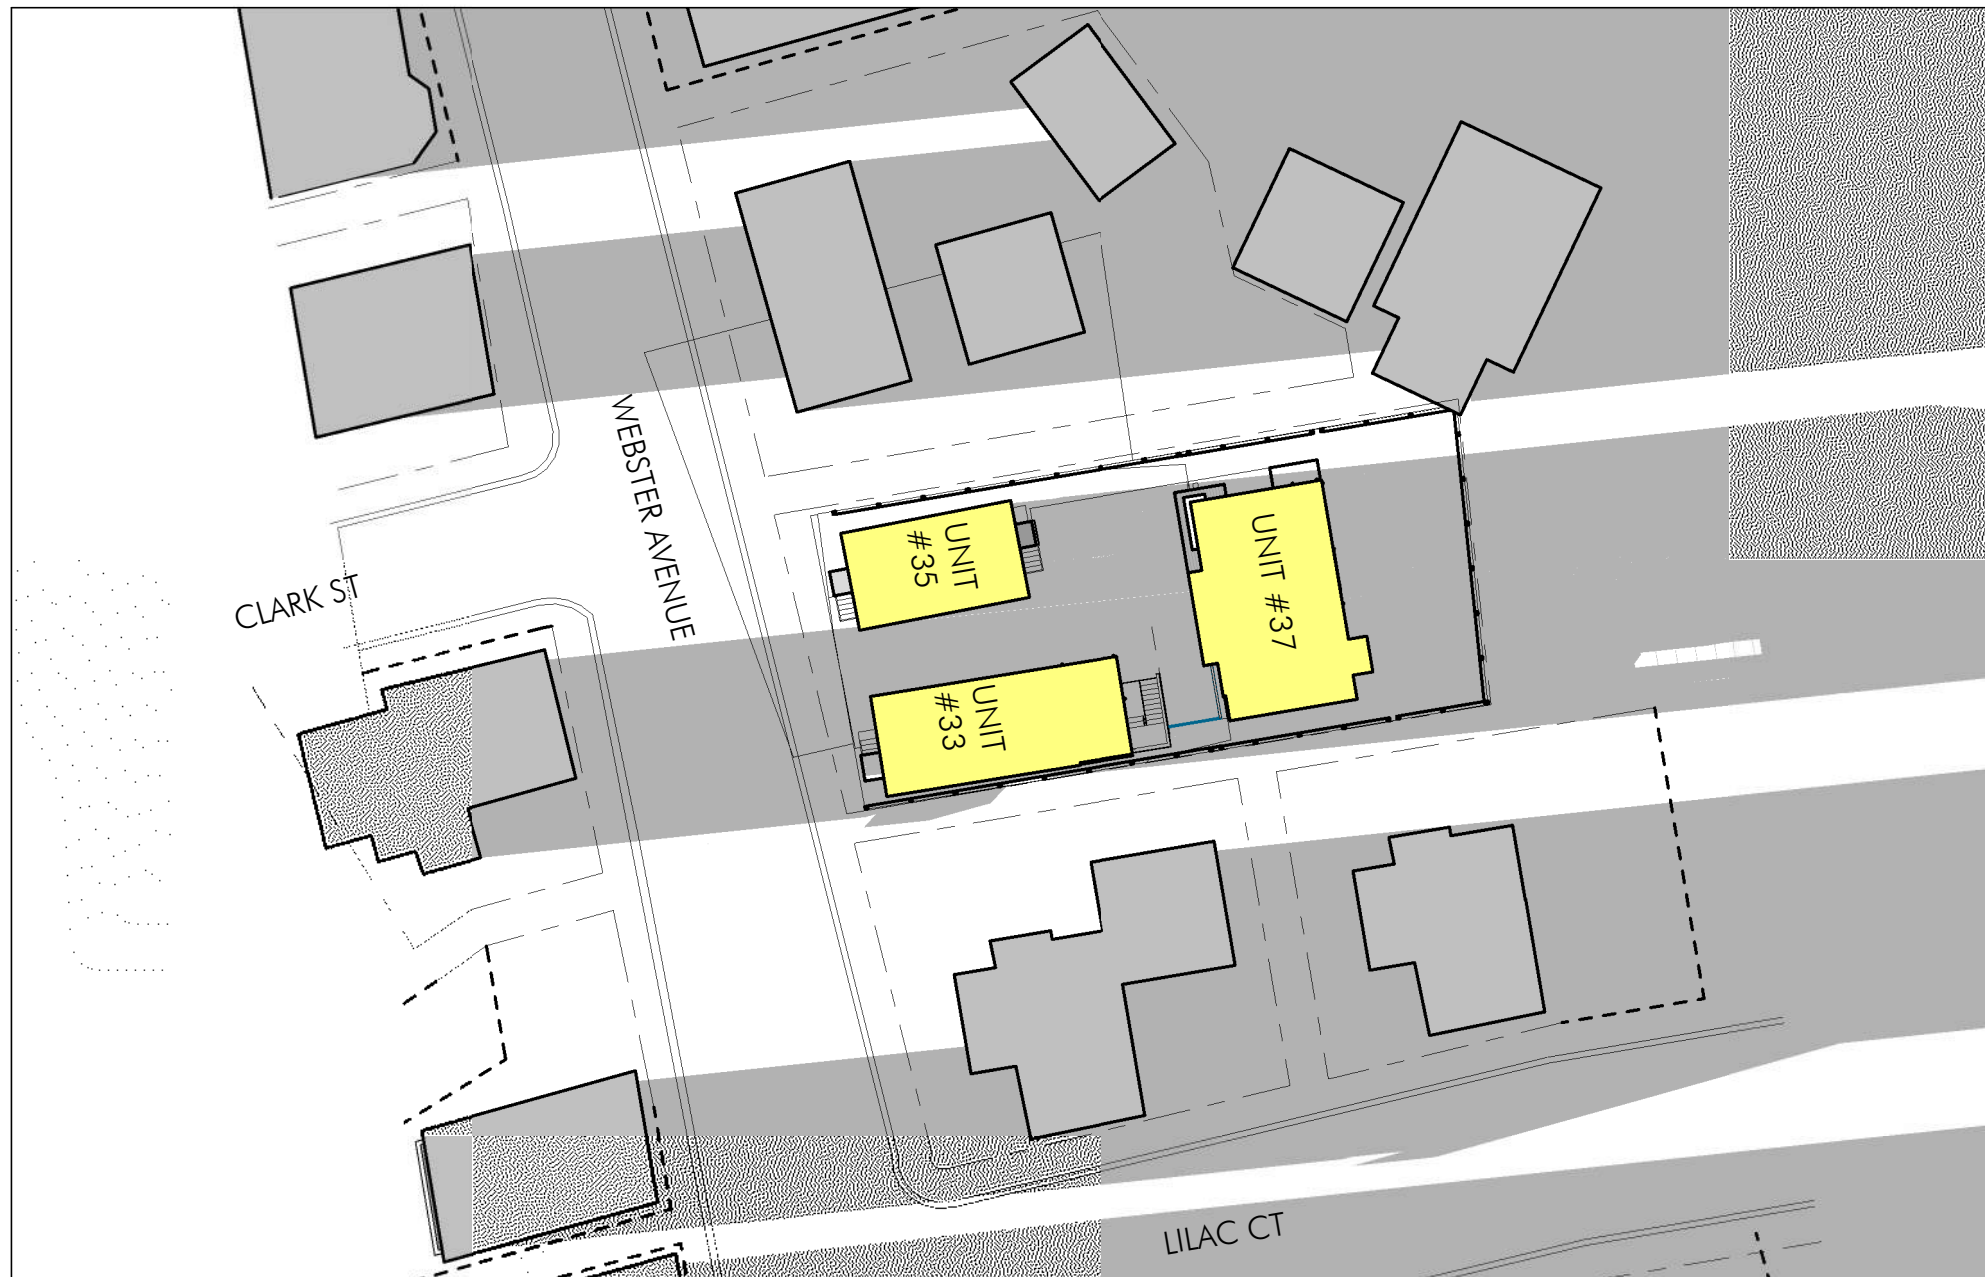 WEBSTER AVENUE
CLARK ST
UNIT
#35
UNIT #37
UNIT
#33
LILAC CT